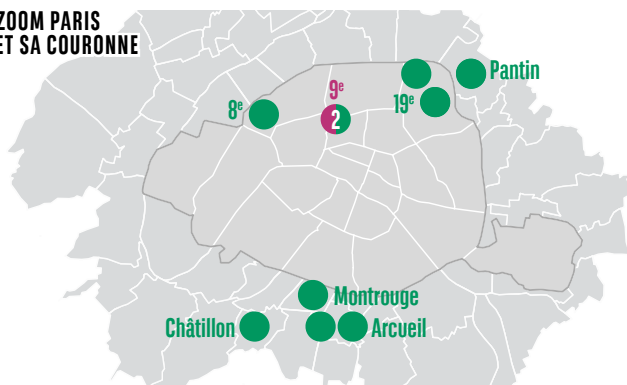 ZOOM PARIS
ET SA COURONNE
Pantin
9e
8e
19e
2
Montrouge
Châtillon
Arcueil